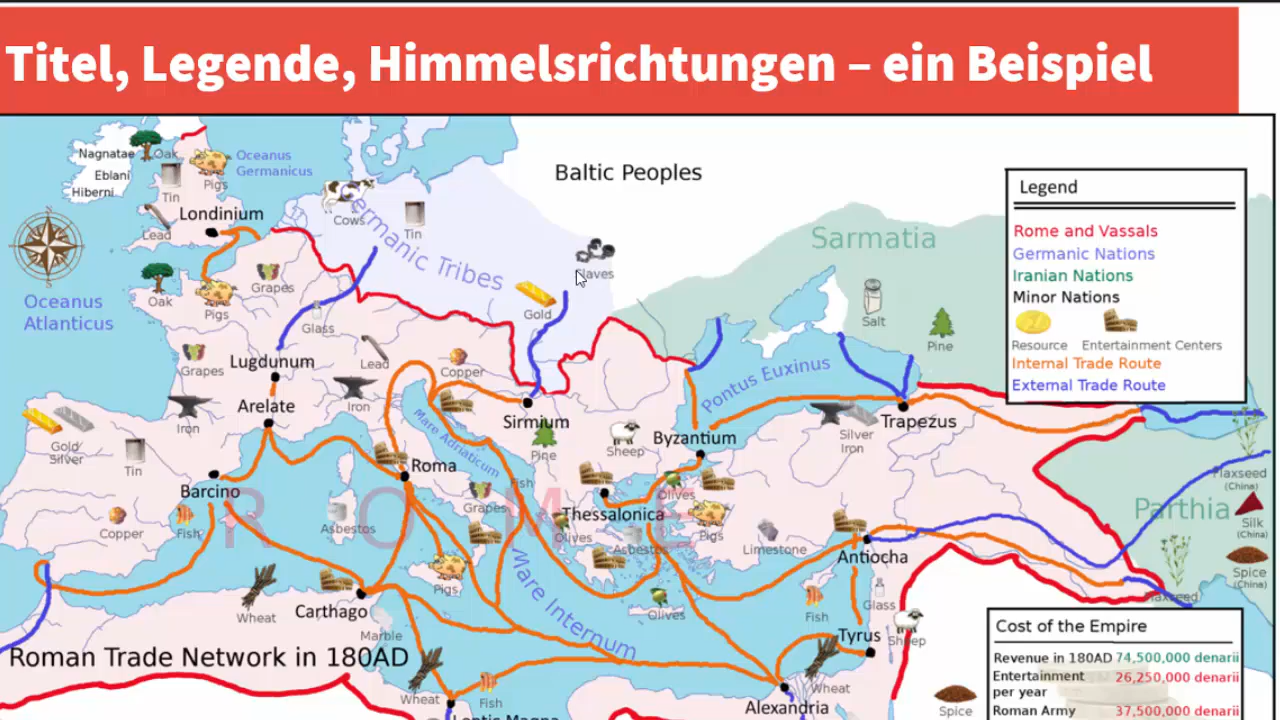 Titel, Legende, Himmelsrichtungen – ein Beispiel
Nagnatae
Eblani
Hiberni
Oak
Pigs
Tin
Lead
Londinium
Oceanus
Germanicus
Baltic Peoples
Cows
Tin
Germanic Tribes
Slaves
Gold
Sarmatia
Salt
Pine
Legend
Rome and Vassals
Germanic Nations
Iranian Nations
Minor Nations
Resource
Entertainment Centers
Internal Trade Route
External Trade Route
Oceanus
Atlanticus
Oak
Pigs
Grapes
Glass
Lead
Copper
Grapes
Lugdunum
Iron
Iron
Arelate
Gold
Silver
Tin
Barcino
Copper
Fish
Asbestos
Roma
Mare Adriaticum
Sirmium
Pine
Sheep
Pontus Euxinus
Byzantium
Trapezus
Silver
Iron
Fish
Grapes
Thessalonica
Olives
Olives
Asbestos
Pigs
Limestone
Antiocha
Parthia
Flaxseed
(China)
Silk
(China)
Spice
(China)
Flaxseed
ROME
Wheat
Carthago
Marble
Pigs
Mare Internum
Olives
Fish
Glass
Tyrus
Sheep
Roman Trade Network in 180AD
Wheat
Fish
Leptis Magna
Wheat
Alexandria
Spice
Cost of the Empire
Revenue in 180AD 74,500,000 denarii
Entertainment
per year 26,250,000 denarii
Roman Army 37,500,000 denarii